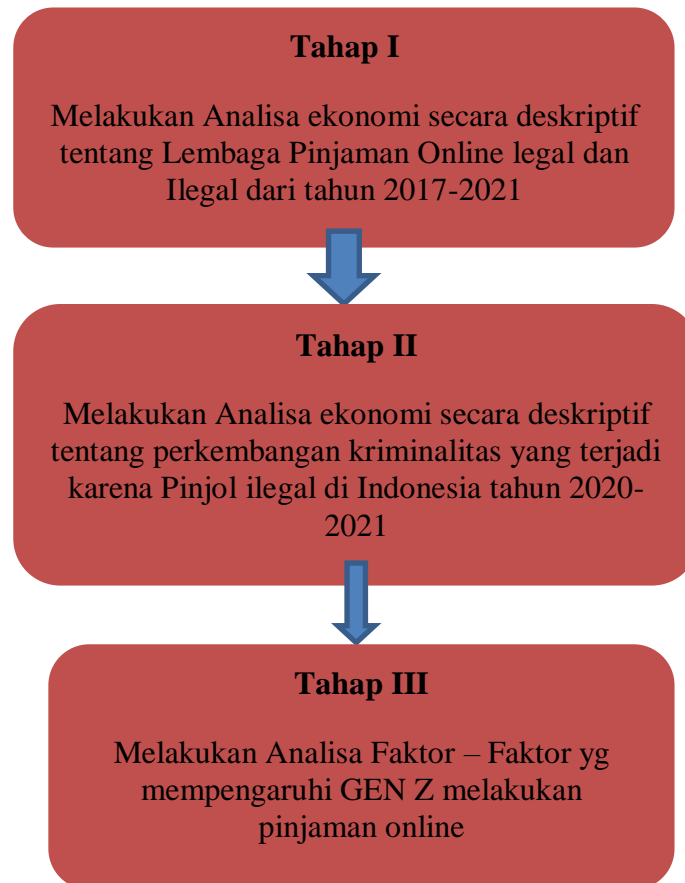 Tahap I
Melakukan Analisa ekonomi secara deskriptif
tentang Lembaga Pinjaman Online legal dan
Ilegal dari tahun 2017-2021
Tahap II
Melakukan Analisa ekonomi secara deskriptif
tentang perkembangan kriminalitas yang terjadi
karena Pinjol ilegal di Indonesia tahun 2020-
2021
Tahap III
Melakukan Analisa Faktor – Faktor yg
mempengaruhi GEN Z melakukan
pinjaman online